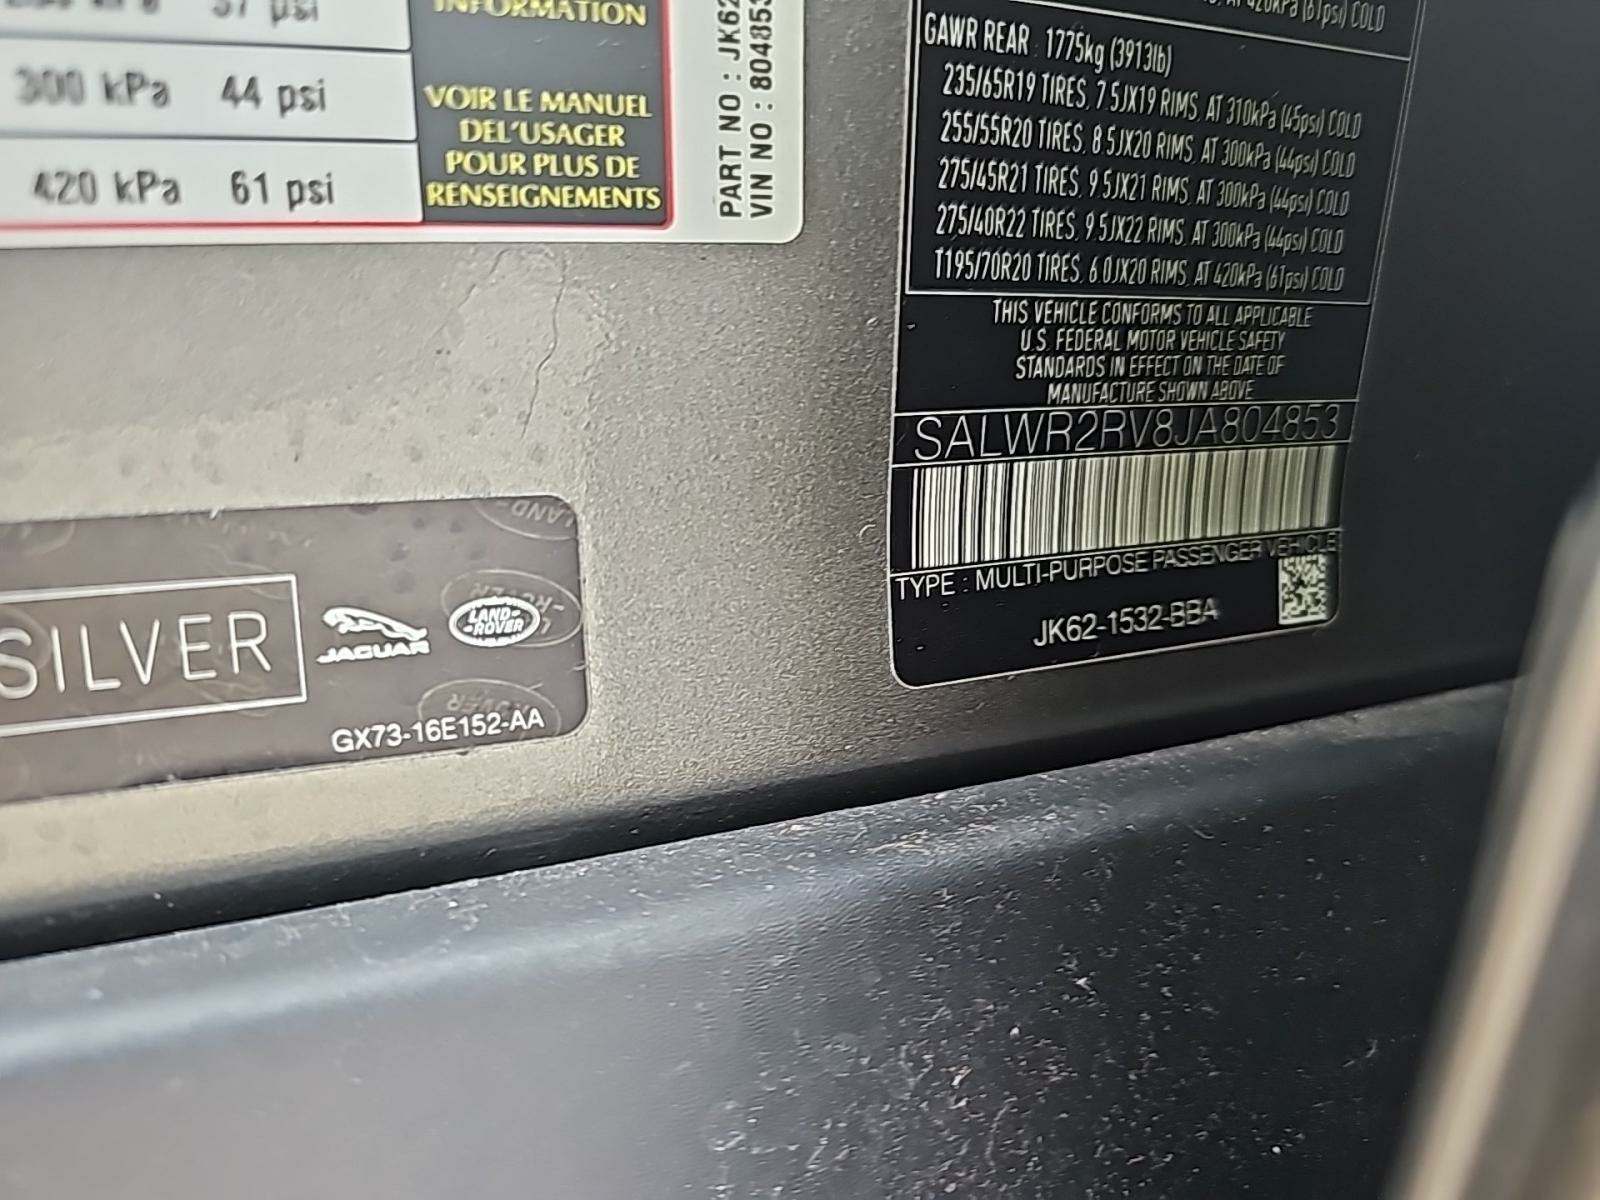 37 psi
300 kPa 44 psi
420 kPa 61 psi
INFORMATION
VOIR LE MANUEL
DEL'USAGER
POUR PLUS DE
RENSEIGNEMENTS
PART NO : JK62
VIN NO : 804853
AT 420kPa (61psi) COLD
GAWR REAR : 1775kg (3913lb)
235/65R19 TIRES, 7.5JX19 RIMS, AT 310kPa (45psi) COLD
255/55R20 TIRES, 8.5JX20 RIMS, AT 300kPa (44psi) COLD
275/45R21 TIRES, 9.5JX21 RIMS, AT 300kPa (44psi) COLD
275/40R22 TIRES, 9.5JX22 RIMS, AT 300kPa (44psi) COLD
T195/70R20 TIRES, 6.0JX20 RIMS, AT 420kPa (61psi) COLD
THIS VEHICLE CONFORMS TO ALL APPLICABLE
U.S. FEDERAL MOTOR VEHICLE SAFETY
STANDARDS IN EFFECT ON THE DATE OF
MANUFACTURE SHOWN ABOVE
SALWR2RV8JA804853
TYPE : MULTI-PURPOSE PASSENGER VEHICLE
JK62-1532-BBA
SILVER
JAGUAR
LAND-
-ROVER
GX73-16E152-AA